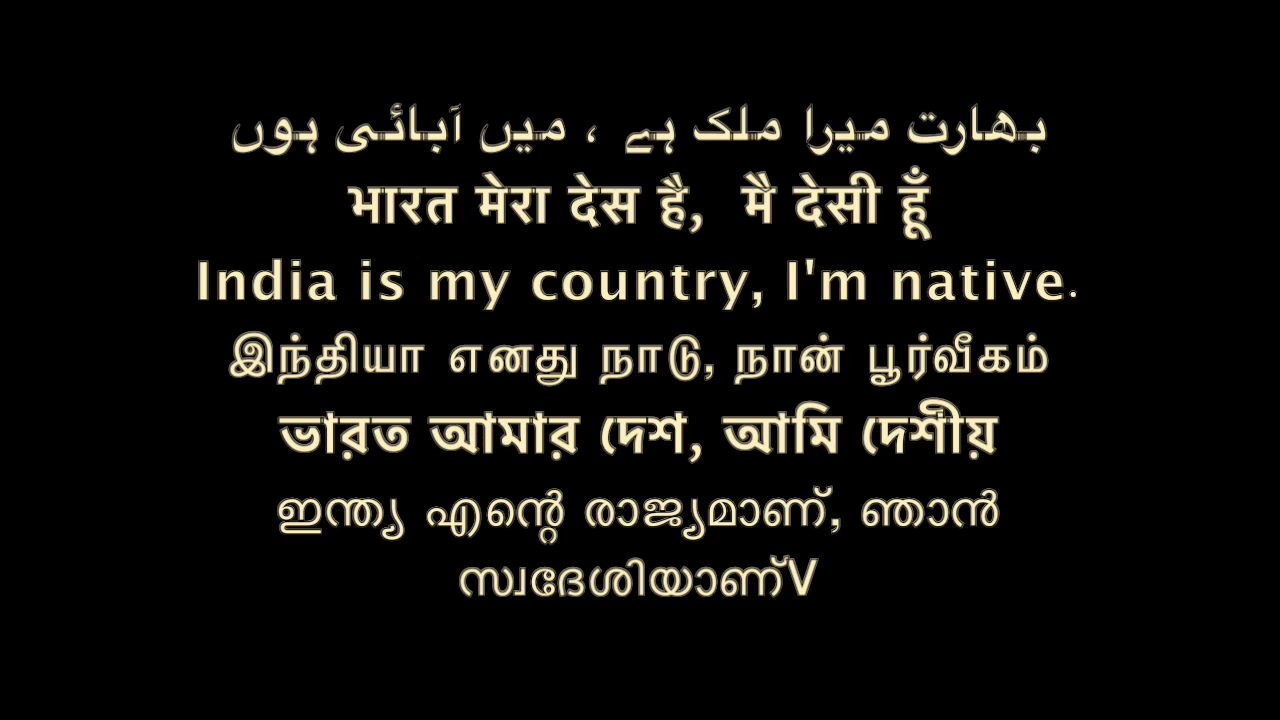 بھارت میرا ملک ہے ، میں آبائی ہوں
भारत मेरा देस है, मै देसी हूँ
India is my country, I'm native.
இந்தியா எனது நாடு, நான் பூர்வீகம்
ভারত আমার দেশ, আমি দেশীয়
ഇന്ത്യ എന്റെ രാജ്യമാണ്, ഞാൻ
സ്വദേശിയാണ്V